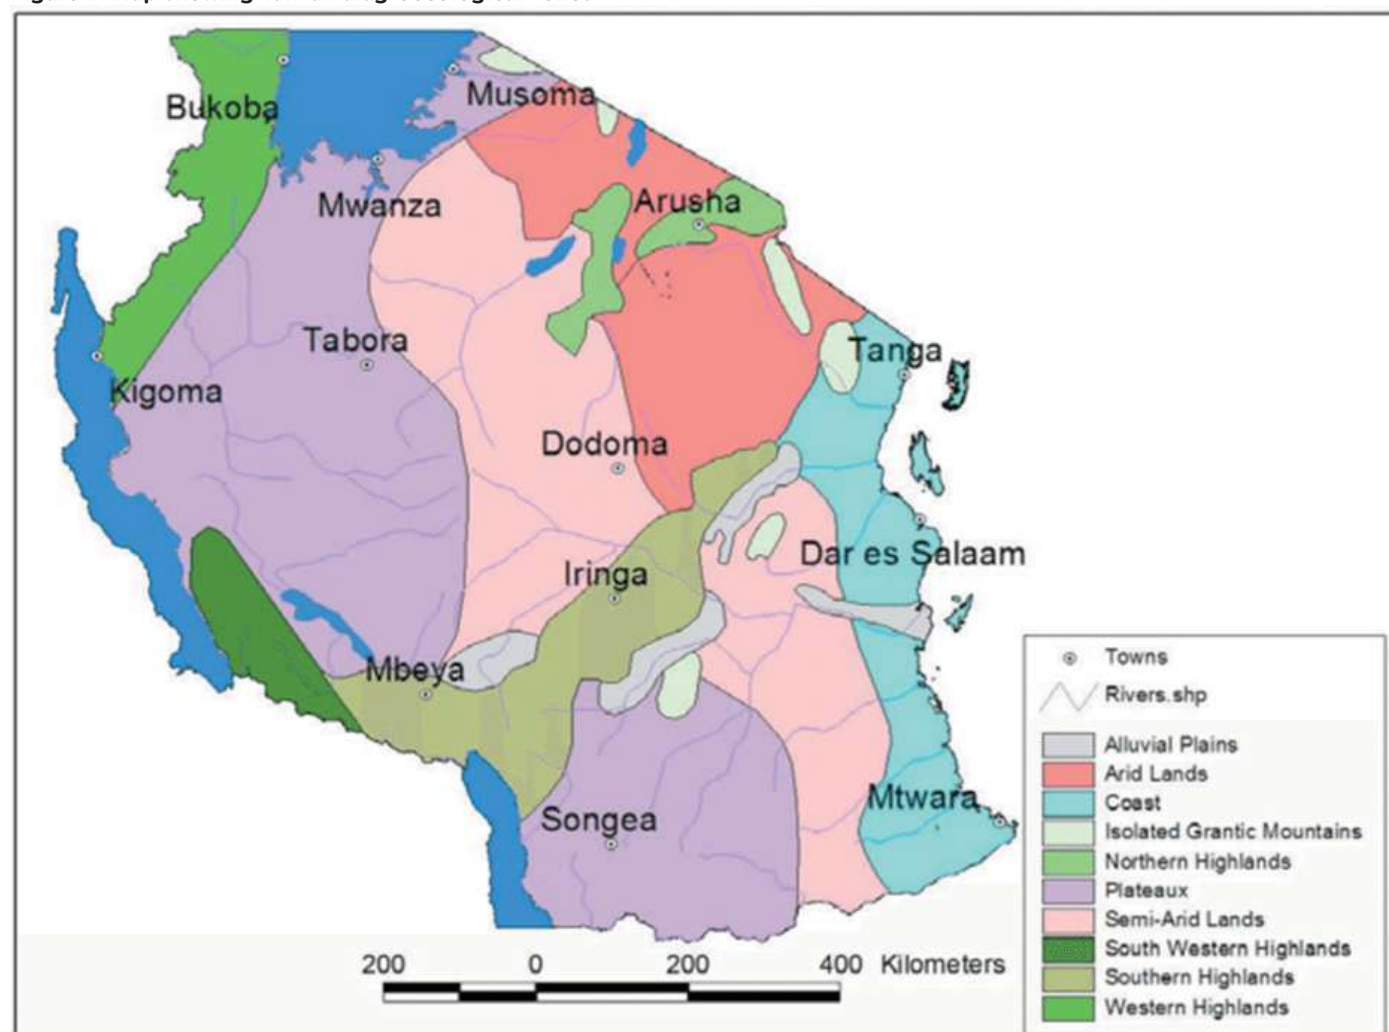 Bukoba
Musoma
Mwanza
Arusha
Tabora
Tanga
Kigoma
Dodoma
Dar es Salaam
Iringa
Mbeya
Mtwara
Songea
200 0 200 400 Kilometers
Towns
Rivers.shp
Alluvial Plains
Arid Lands
Coast
Isolated Grantic Mountains
Northern Highlands
Plateaux
Semi-Arid Lands
South Western Highlands
Southern Highlands
Western Highlands